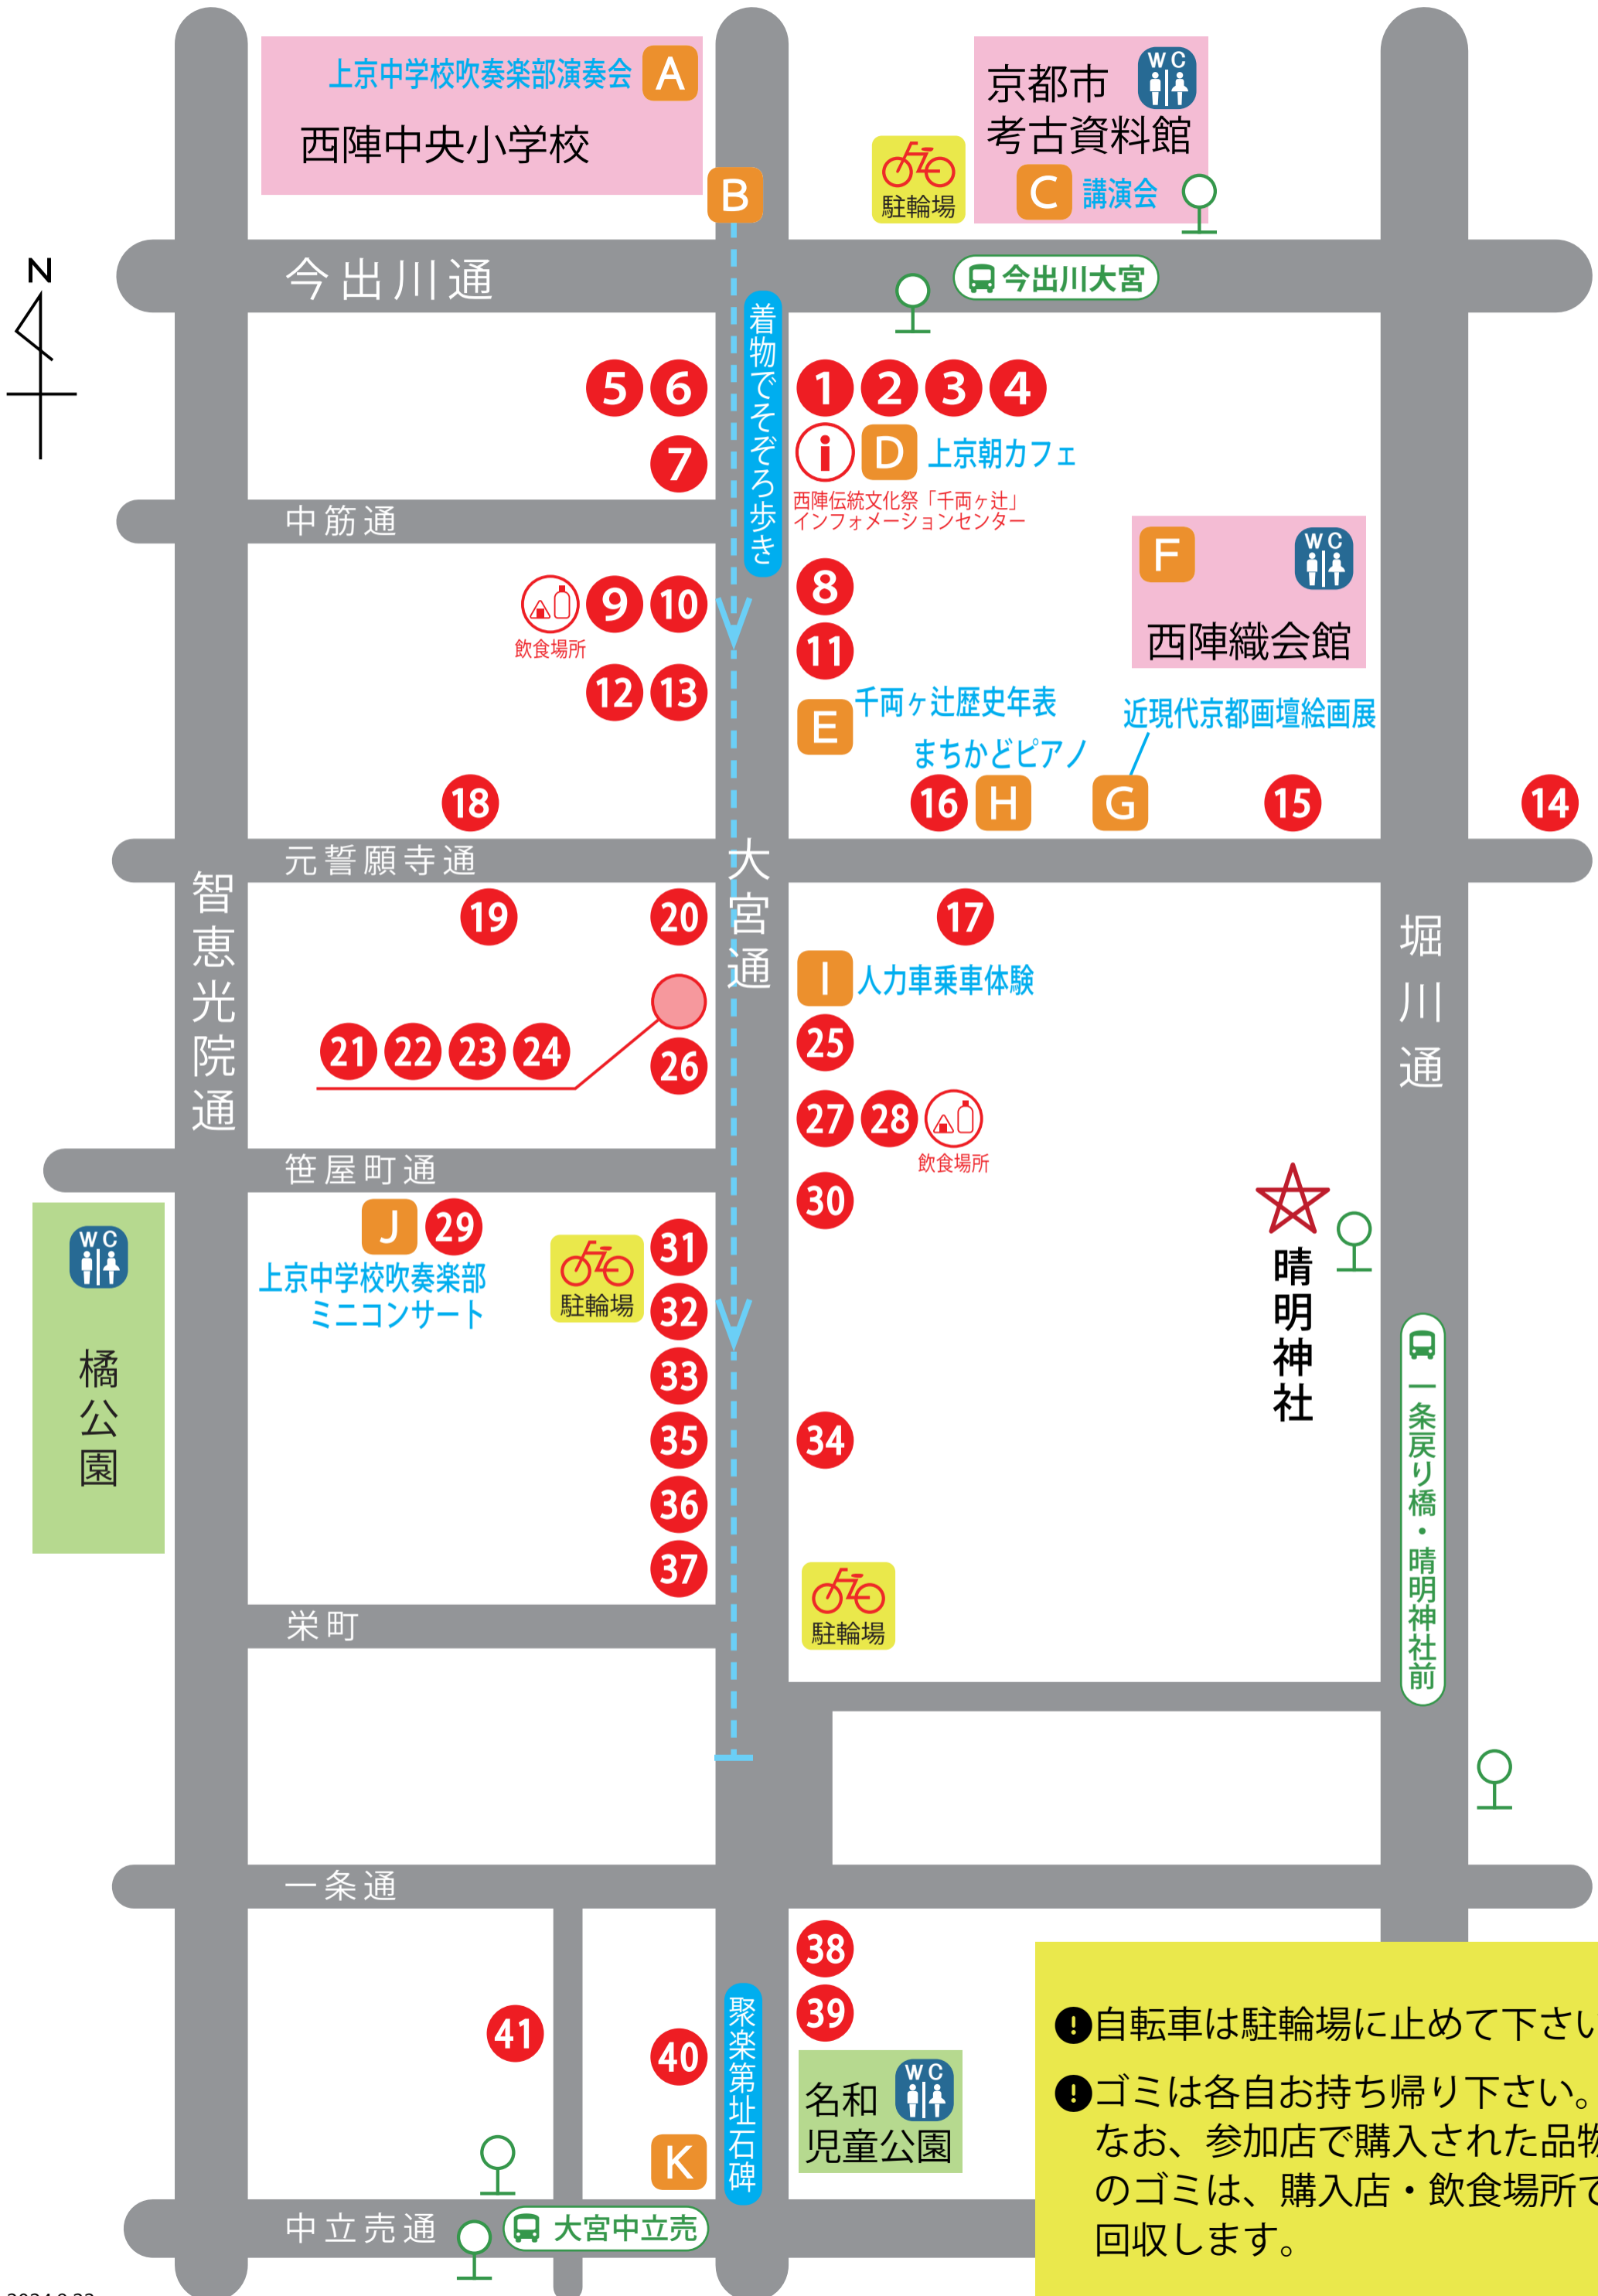 上京中学校吹奏楽部演奏会
A
西陣中央小学校
B
京都市
考古資料館
WC
C
講演会
駐輪場
N
今出川通
今出川大宮
着物でそぞろ歩き
5
6
1
2
3
4
7
i
D
上京朝カフェ
西陣伝統文化祭「千両ヶ辻」
インフォメーションセンター
中筋通
F
WC
西陣織会館
飲食場所
9
10
8
11
12
13
E
千両ヶ辻歴史年表
まちかどピアノ
近現代京都画壇絵画展
18
16
H
G
15
14
元誓願寺通
大宮通
智恵光院通
堀川通
19
20
17
I
人力車乗車体験
21
22
23
24
25
26
27
28
飲食場所
笹屋町通
30
J
29
上京中学校吹奏楽部
ミニコンサート
駐輪場
31
32
33
35
36
37
34
WC
橘公園
晴明神社
一条戻り橋・晴明神社前
駐輪場
栄町
一条通
38
39
41
40
聚楽第址石碑
K
名和
児童公園
WC
中立売通
大宮中立売
自転車は駐輪場に止めて下さい
ゴミは各自お持ち帰り下さい。
なお、参加店で購入された品物
のゴミは、購入店・飲食場所で
回収します。